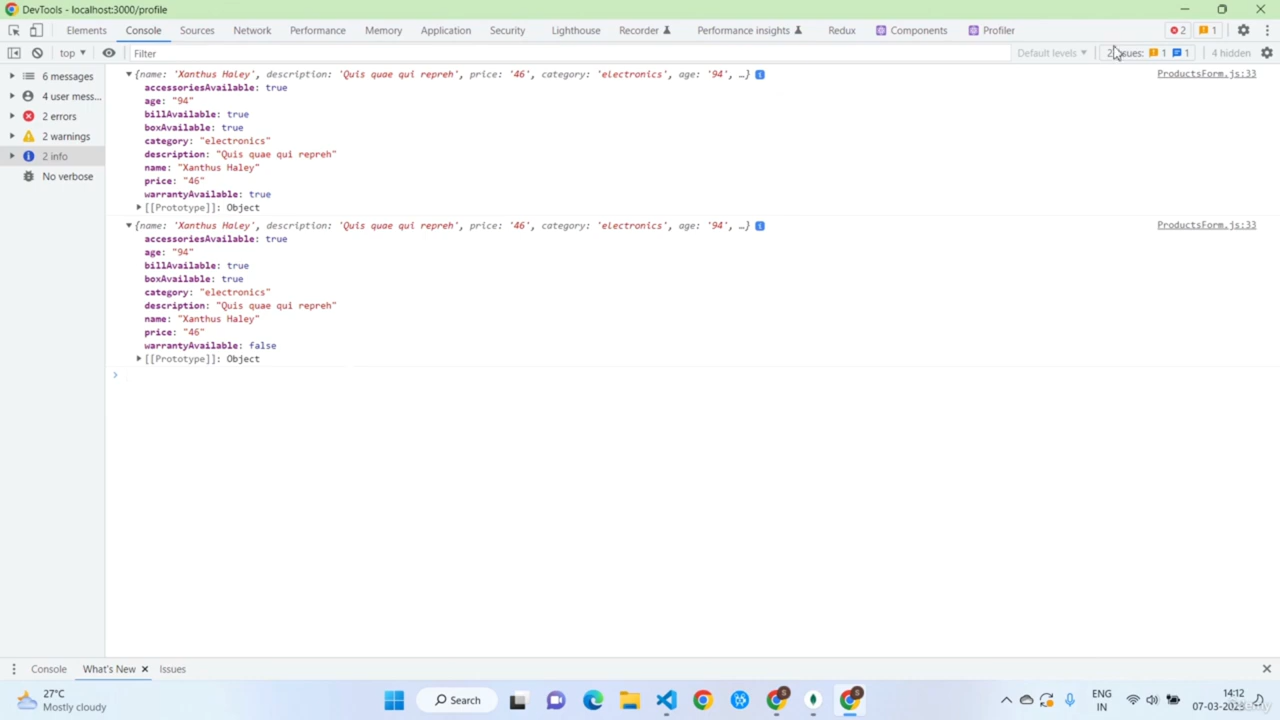 DevTools - localhost:3000/profile
Elements Console Sources Network Performance Memory Application Security Lighthouse Recorder Performance insights Redux Components Profiler 2 1
top Filter Default levels 2 Issues: 1 1 4 hidden
6 messages
4 user mess...
2 errors
2 warnings
2 info
No verbose
{name: 'Xanthus Haley', description: 'Quis quae qui repreh', price: '46', category: 'electronics', age: '94', …} ProductsForm.js:33
accessoriesAvailable: true
age: "94"
billAvailable: true
boxAvailable: true
category: "electronics"
description: "Quis quae qui repreh"
name: "Xanthus Haley"
price: "46"
warrantyAvailable: true
[[Prototype]]: Object
{name: 'Xanthus Haley', description: 'Quis quae qui repreh', price: '46', category: 'electronics', age: '94', …} ProductsForm.js:33
accessoriesAvailable: true
age: "94"
billAvailable: true
boxAvailable: true
category: "electronics"
description: "Quis quae qui repreh"
name: "Xanthus Haley"
price: "46"
warrantyAvailable: false
[[Prototype]]: Object
Console What's New Issues
27°C
Mostly cloudy
Search
ENG
IN
14:12
07-03-2023